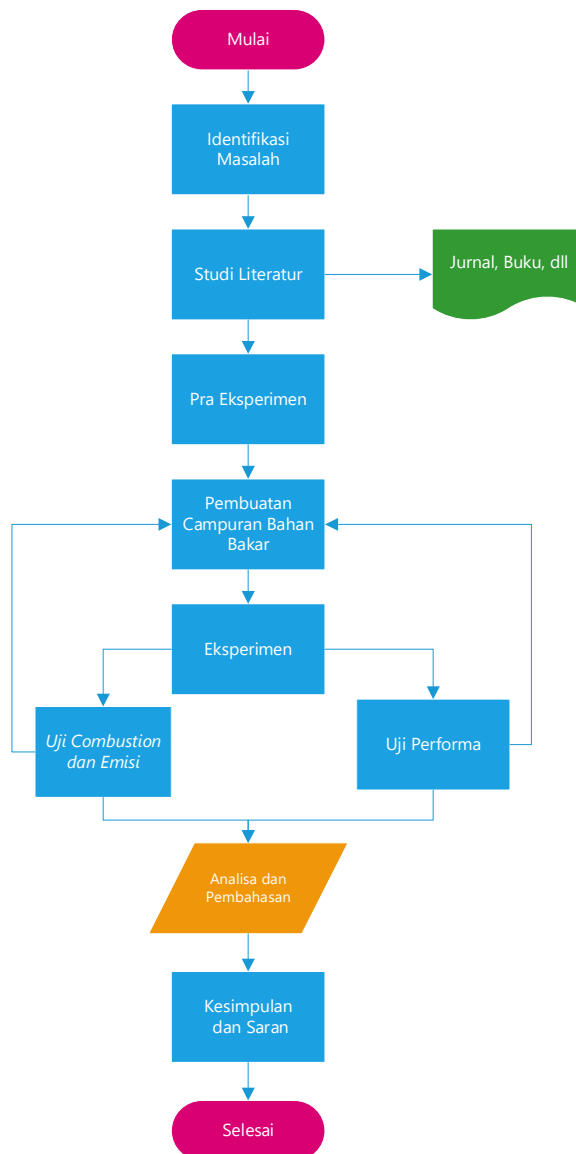 Mulai
Identifikasi
Masalah
Studi Literatur
Jurnal, Buku, dll
Pra Eksperimen
Pembuatan
Campuran Bahan
Bakar
Eksperimen
Uji Combustion
dan Emisi
Uji Performa
Analisa dan
Pembahasan
Kesimpulan
dan Saran
Selesai